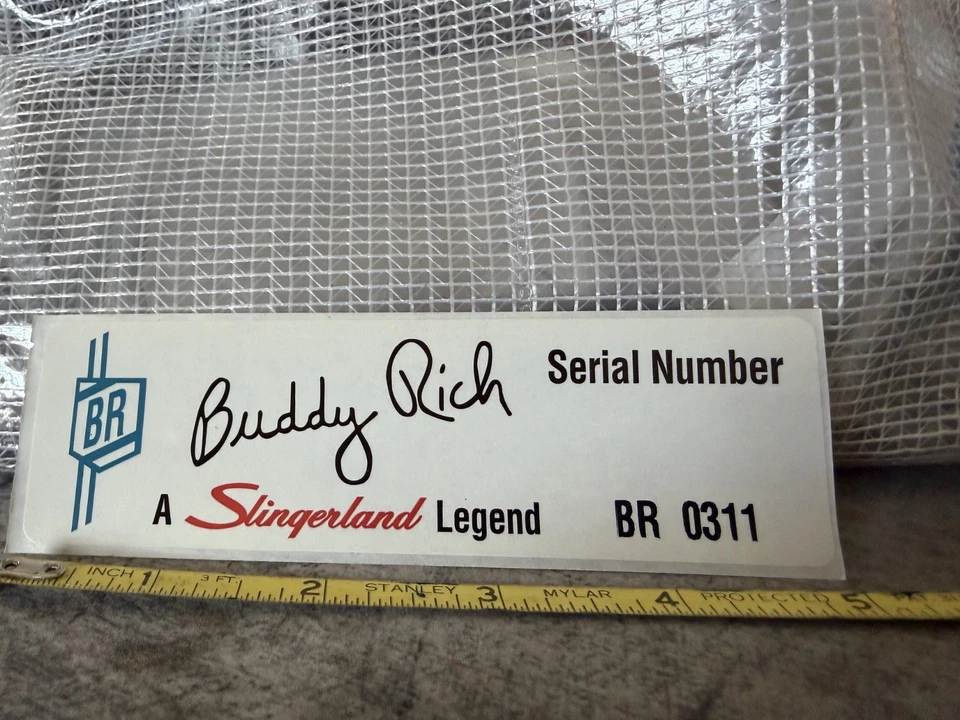 BR
Buddy Rich
Serial Number
A Slingerland Legend
BR 0311
INCH 1 3 FT. 2 STANLEY 3 MYLAR 4 PROTECTED 5